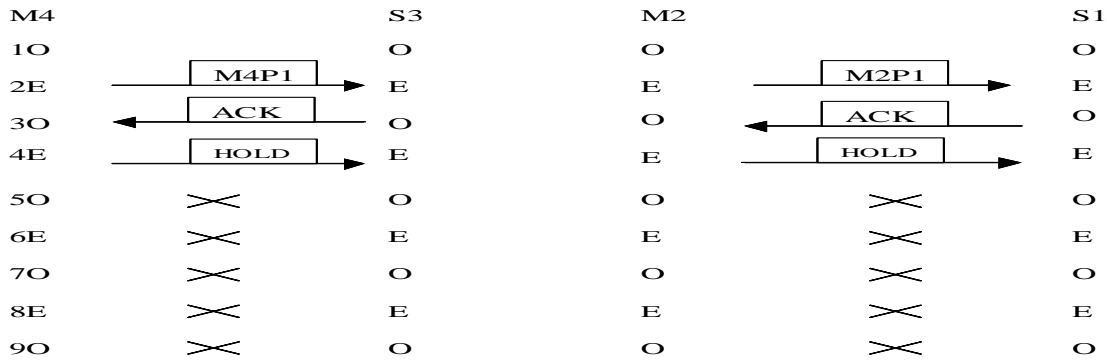 M4 S3 M2 S1
1O O O O
M4P1 M2P1
2E E E E
ACK ACK
3O O O O
HOLD HOLD
4E E E E
5O O O O
6E E E E
7O O O O
8E E E E
9O O O O